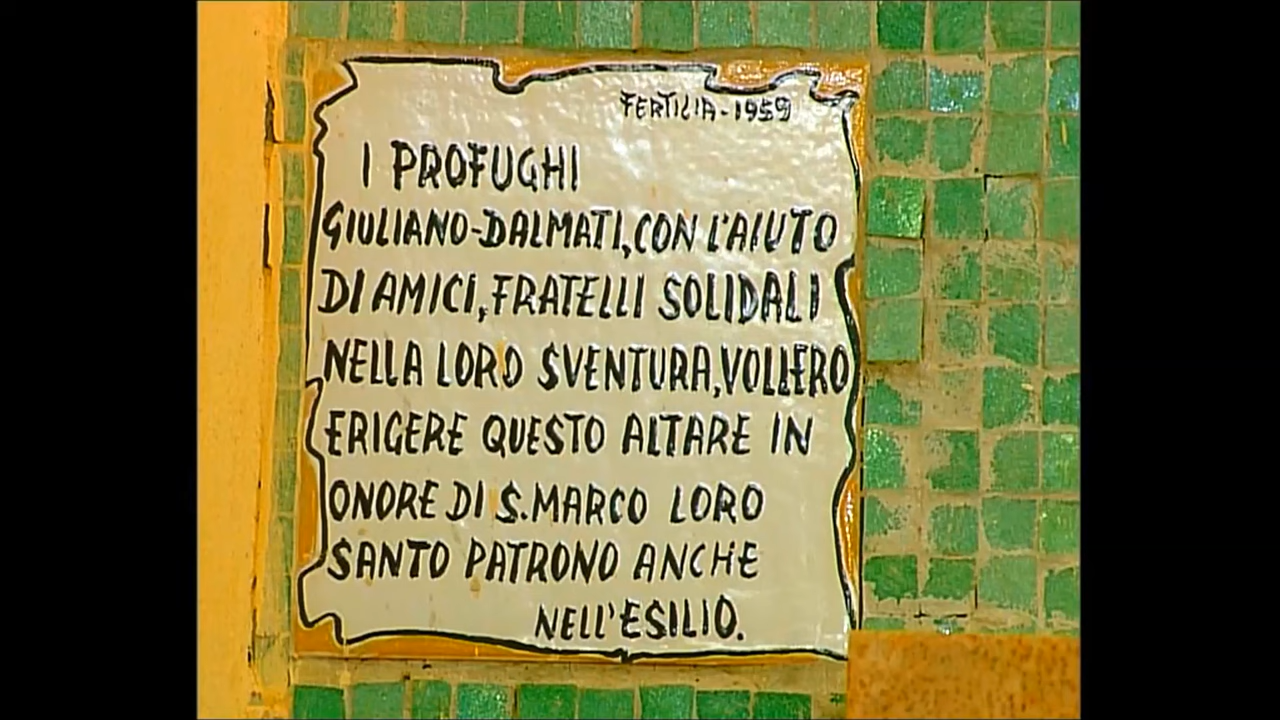 FERTILIA-1959
I PROFUGHI
GIULIANO-DALMATI, CON L'AIUTO
DI AMICI, FRATELLI SOLIDALI
NELLA LORO SVENTURA, VOLLERO
ERIGERE QUESTO ALTARE IN
ONORE DI S. MARCO LORO
SANTO PATRONO ANCHE
NELL'ESILIO.